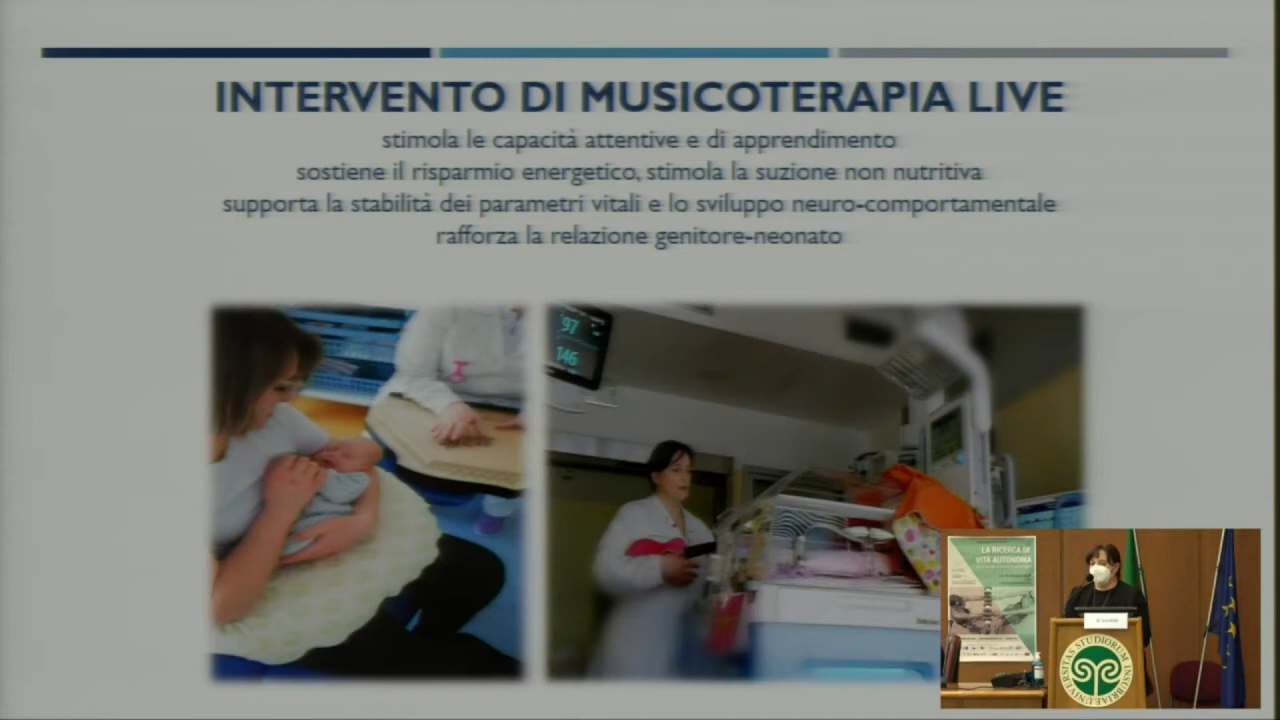 INTERVENTO DI MUSICOTERAPIA LIVE
stimola le capacità attentive e di apprendimento
sostiene il risparmio energetico, stimola la suzione non nutritiva
supporta la stabilità dei parametri vitali e lo sviluppo neuro-comportamentale
rafforza la relazione genitore-neonato
97
146
LA RICERCA DI
VITA AUTONOMA
UNIVERSITAS STUDIORUM INSUBRIAE